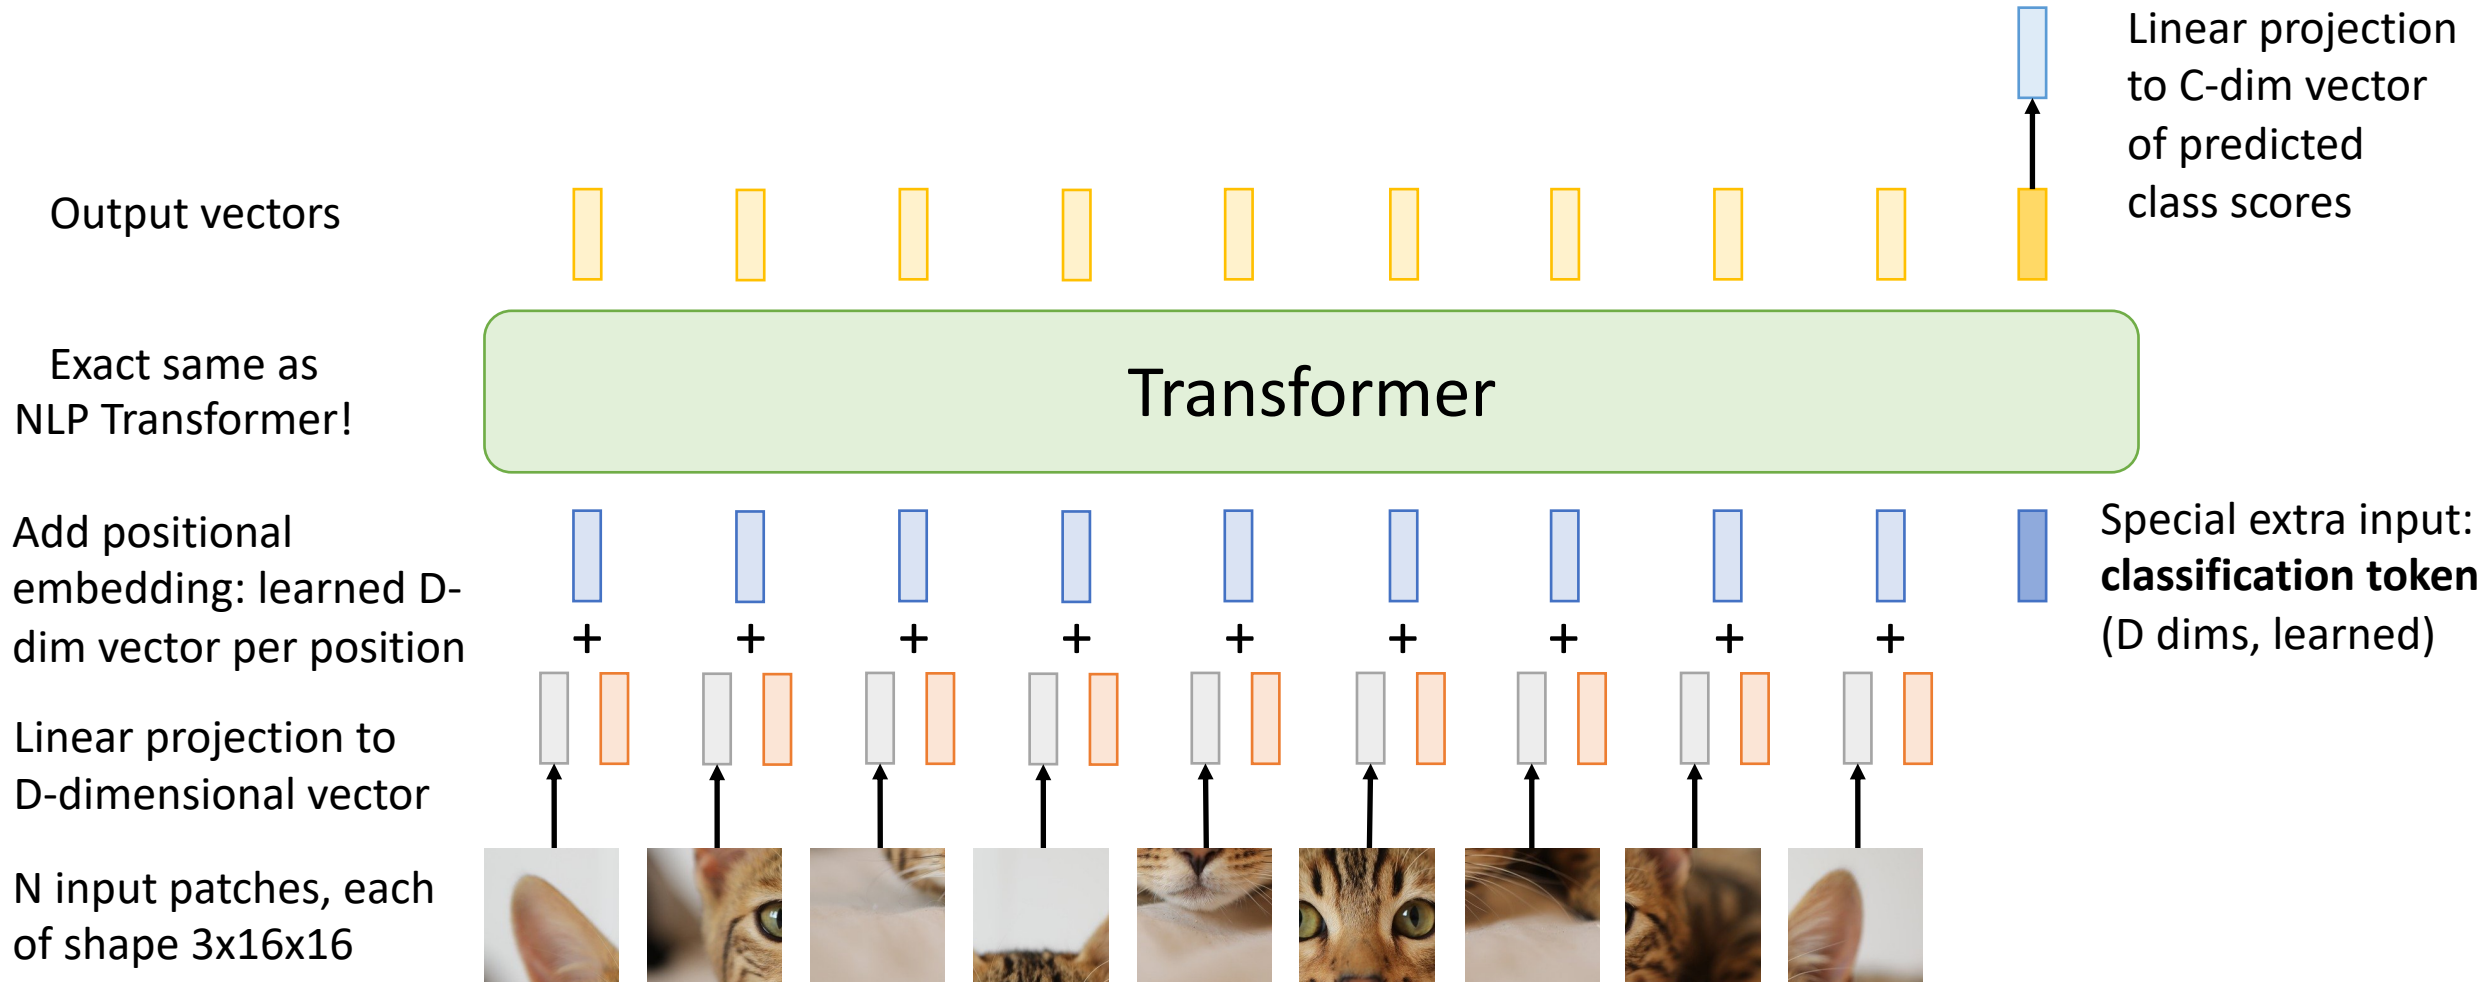 Linear projection
to C-dim vector
of predicted
class scores
Output vectors
Exact same as
NLP Transformer!
Transformer
Add positional
embedding: learned D-
dim vector per position
+ + + + + + + + +
Special extra input:
classification token
(D dims, learned)
Linear projection to
D-dimensional vector
N input patches, each
of shape 3x16x16